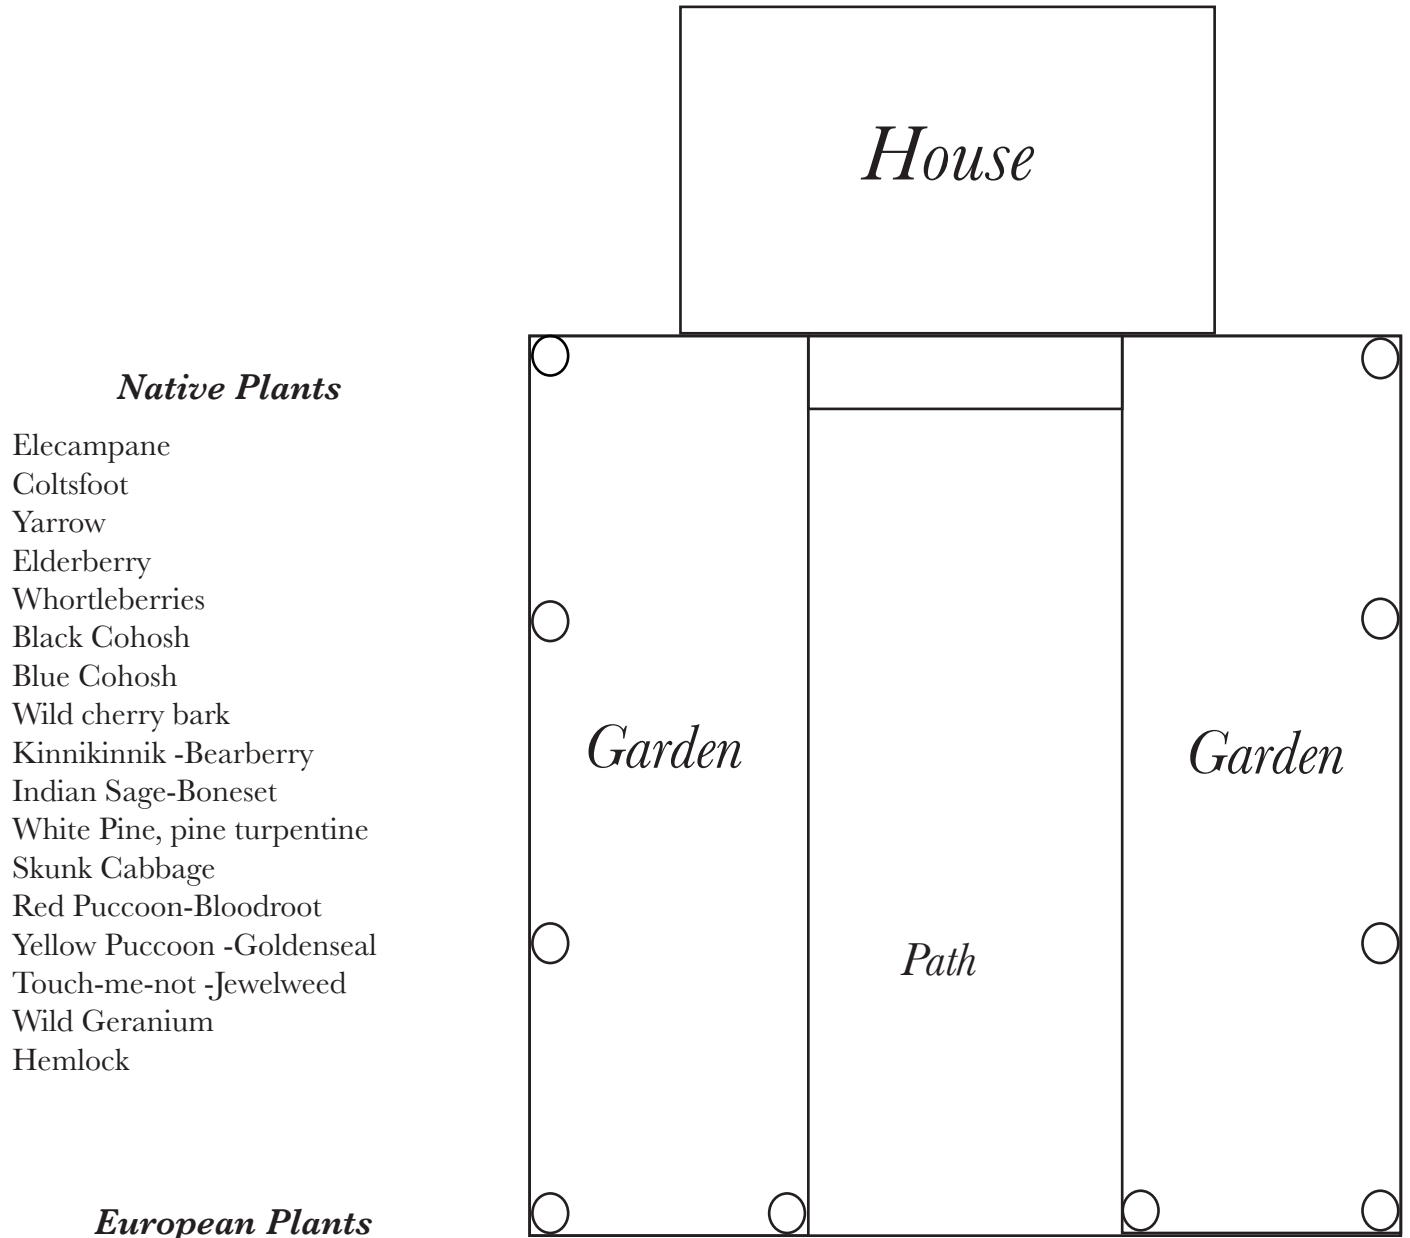 House
Native Plants
Elecampane
Coltsfoot
Yarrow
Elderberry
Whortleberries
Black Cohosh
Blue Cohosh
Wild cherry bark
Kinnikinnik -Bearberry
Indian Sage-Boneset
White Pine, pine turpentine
Skunk Cabbage
Red Puccoon-Bloodroot
Yellow Puccoon -Goldenseal
Touch-me-not -Jewelweed
Wild Geranium
Hemlock
European Plants
Garden
Path
Garden